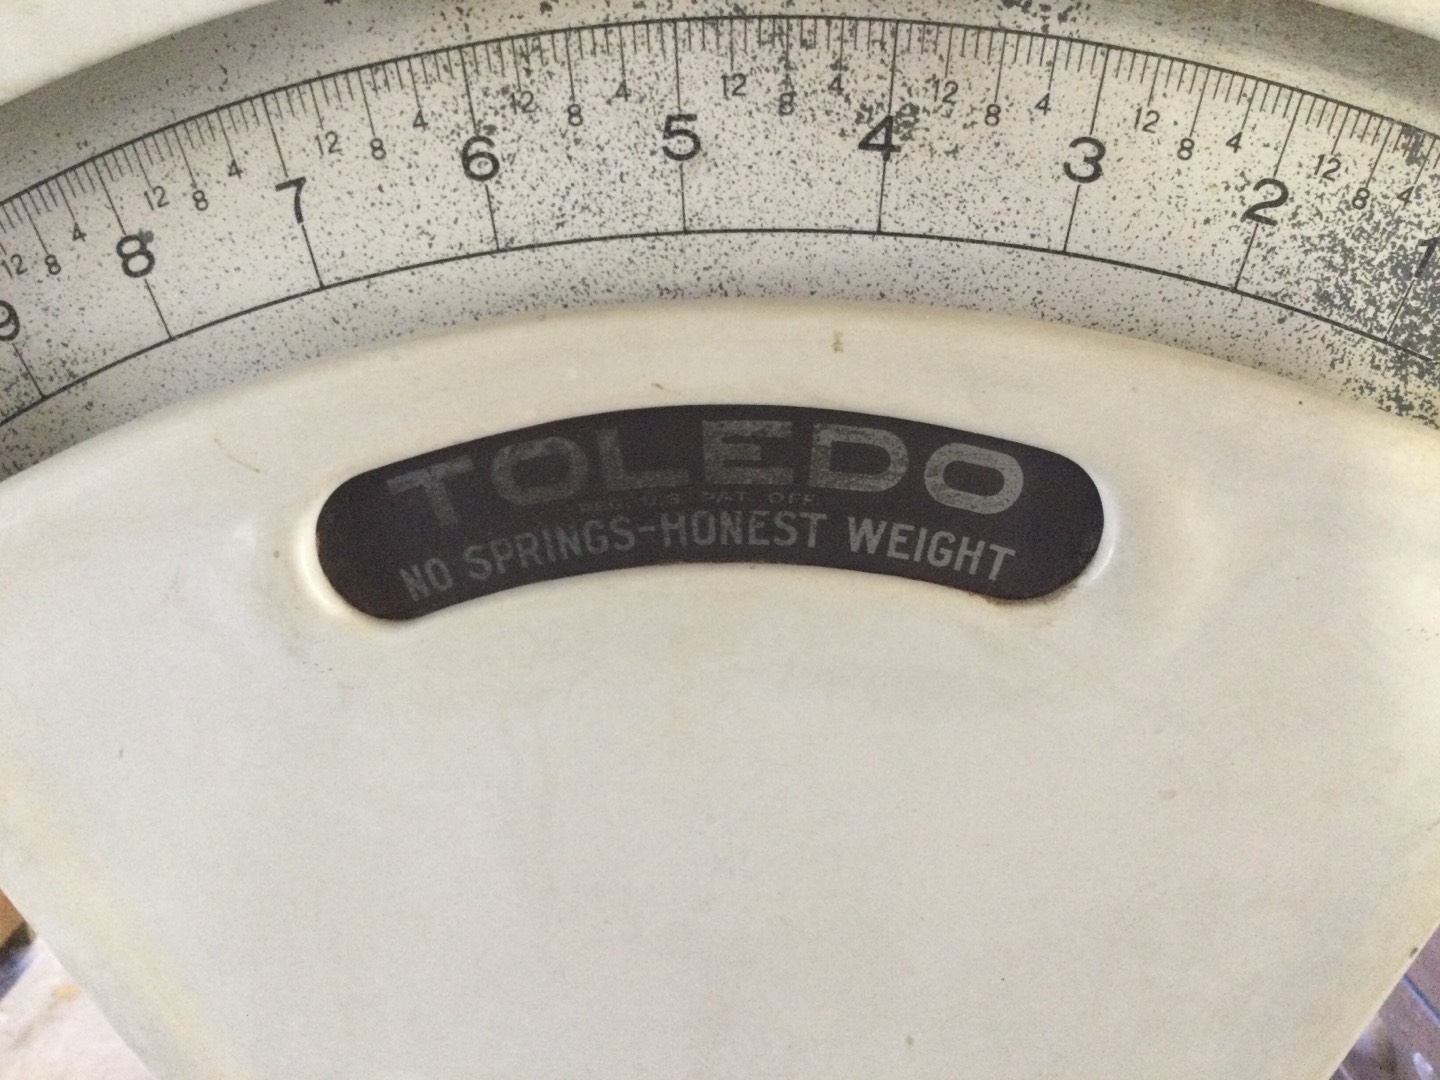 12 8 4 12 8 4 12 8 4 12 8 4 12 8 4 12 8 4 12 8 4 12 8 4
9 8 7 6 5 4 3 2 1
TOLEDO
REG. U.S. PAT. OFF.
NO SPRINGS-HONEST WEIGHT